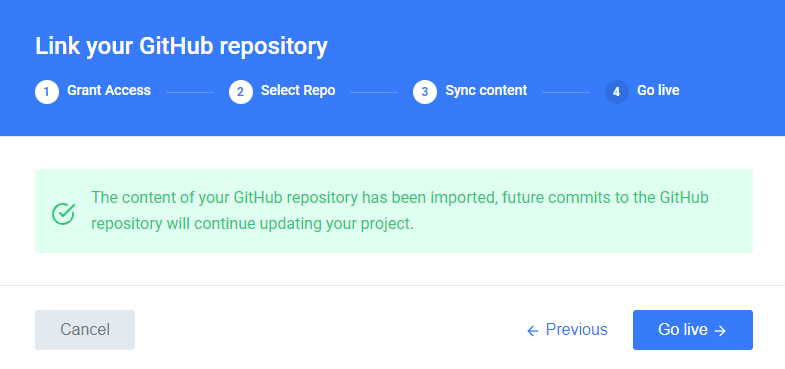 Link your GitHub repository
1 Grant Access 2 Select Repo 3 Sync content 4 Go live
The content of your GitHub repository has been imported, future commits to the GitHub
repository will continue updating your project.
Cancel ← Previous Go live →